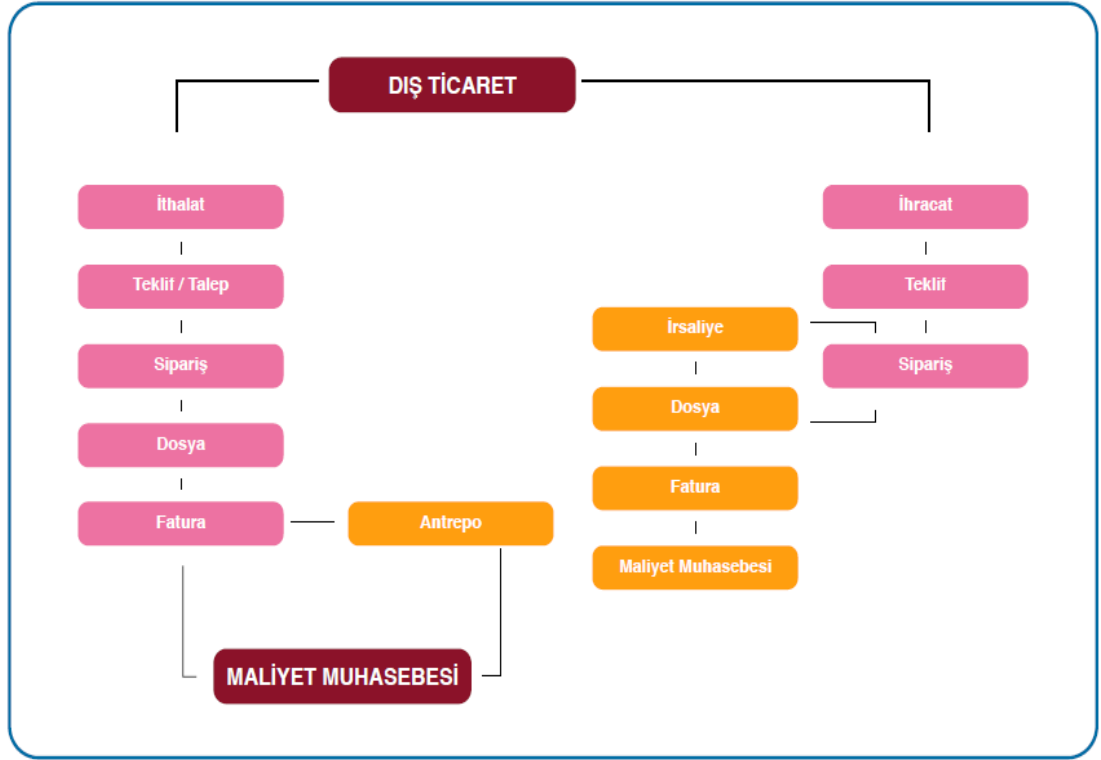 DIŞ TİCARET
İthalat
Teklif / Talep
Sipariş
Dosya
Fatura
Antrepo
MALİYET MUHASEBESİ
İhracat
Teklif
Sipariş
İrsaliye
Dosya
Fatura
Maliyet Muhasebesi